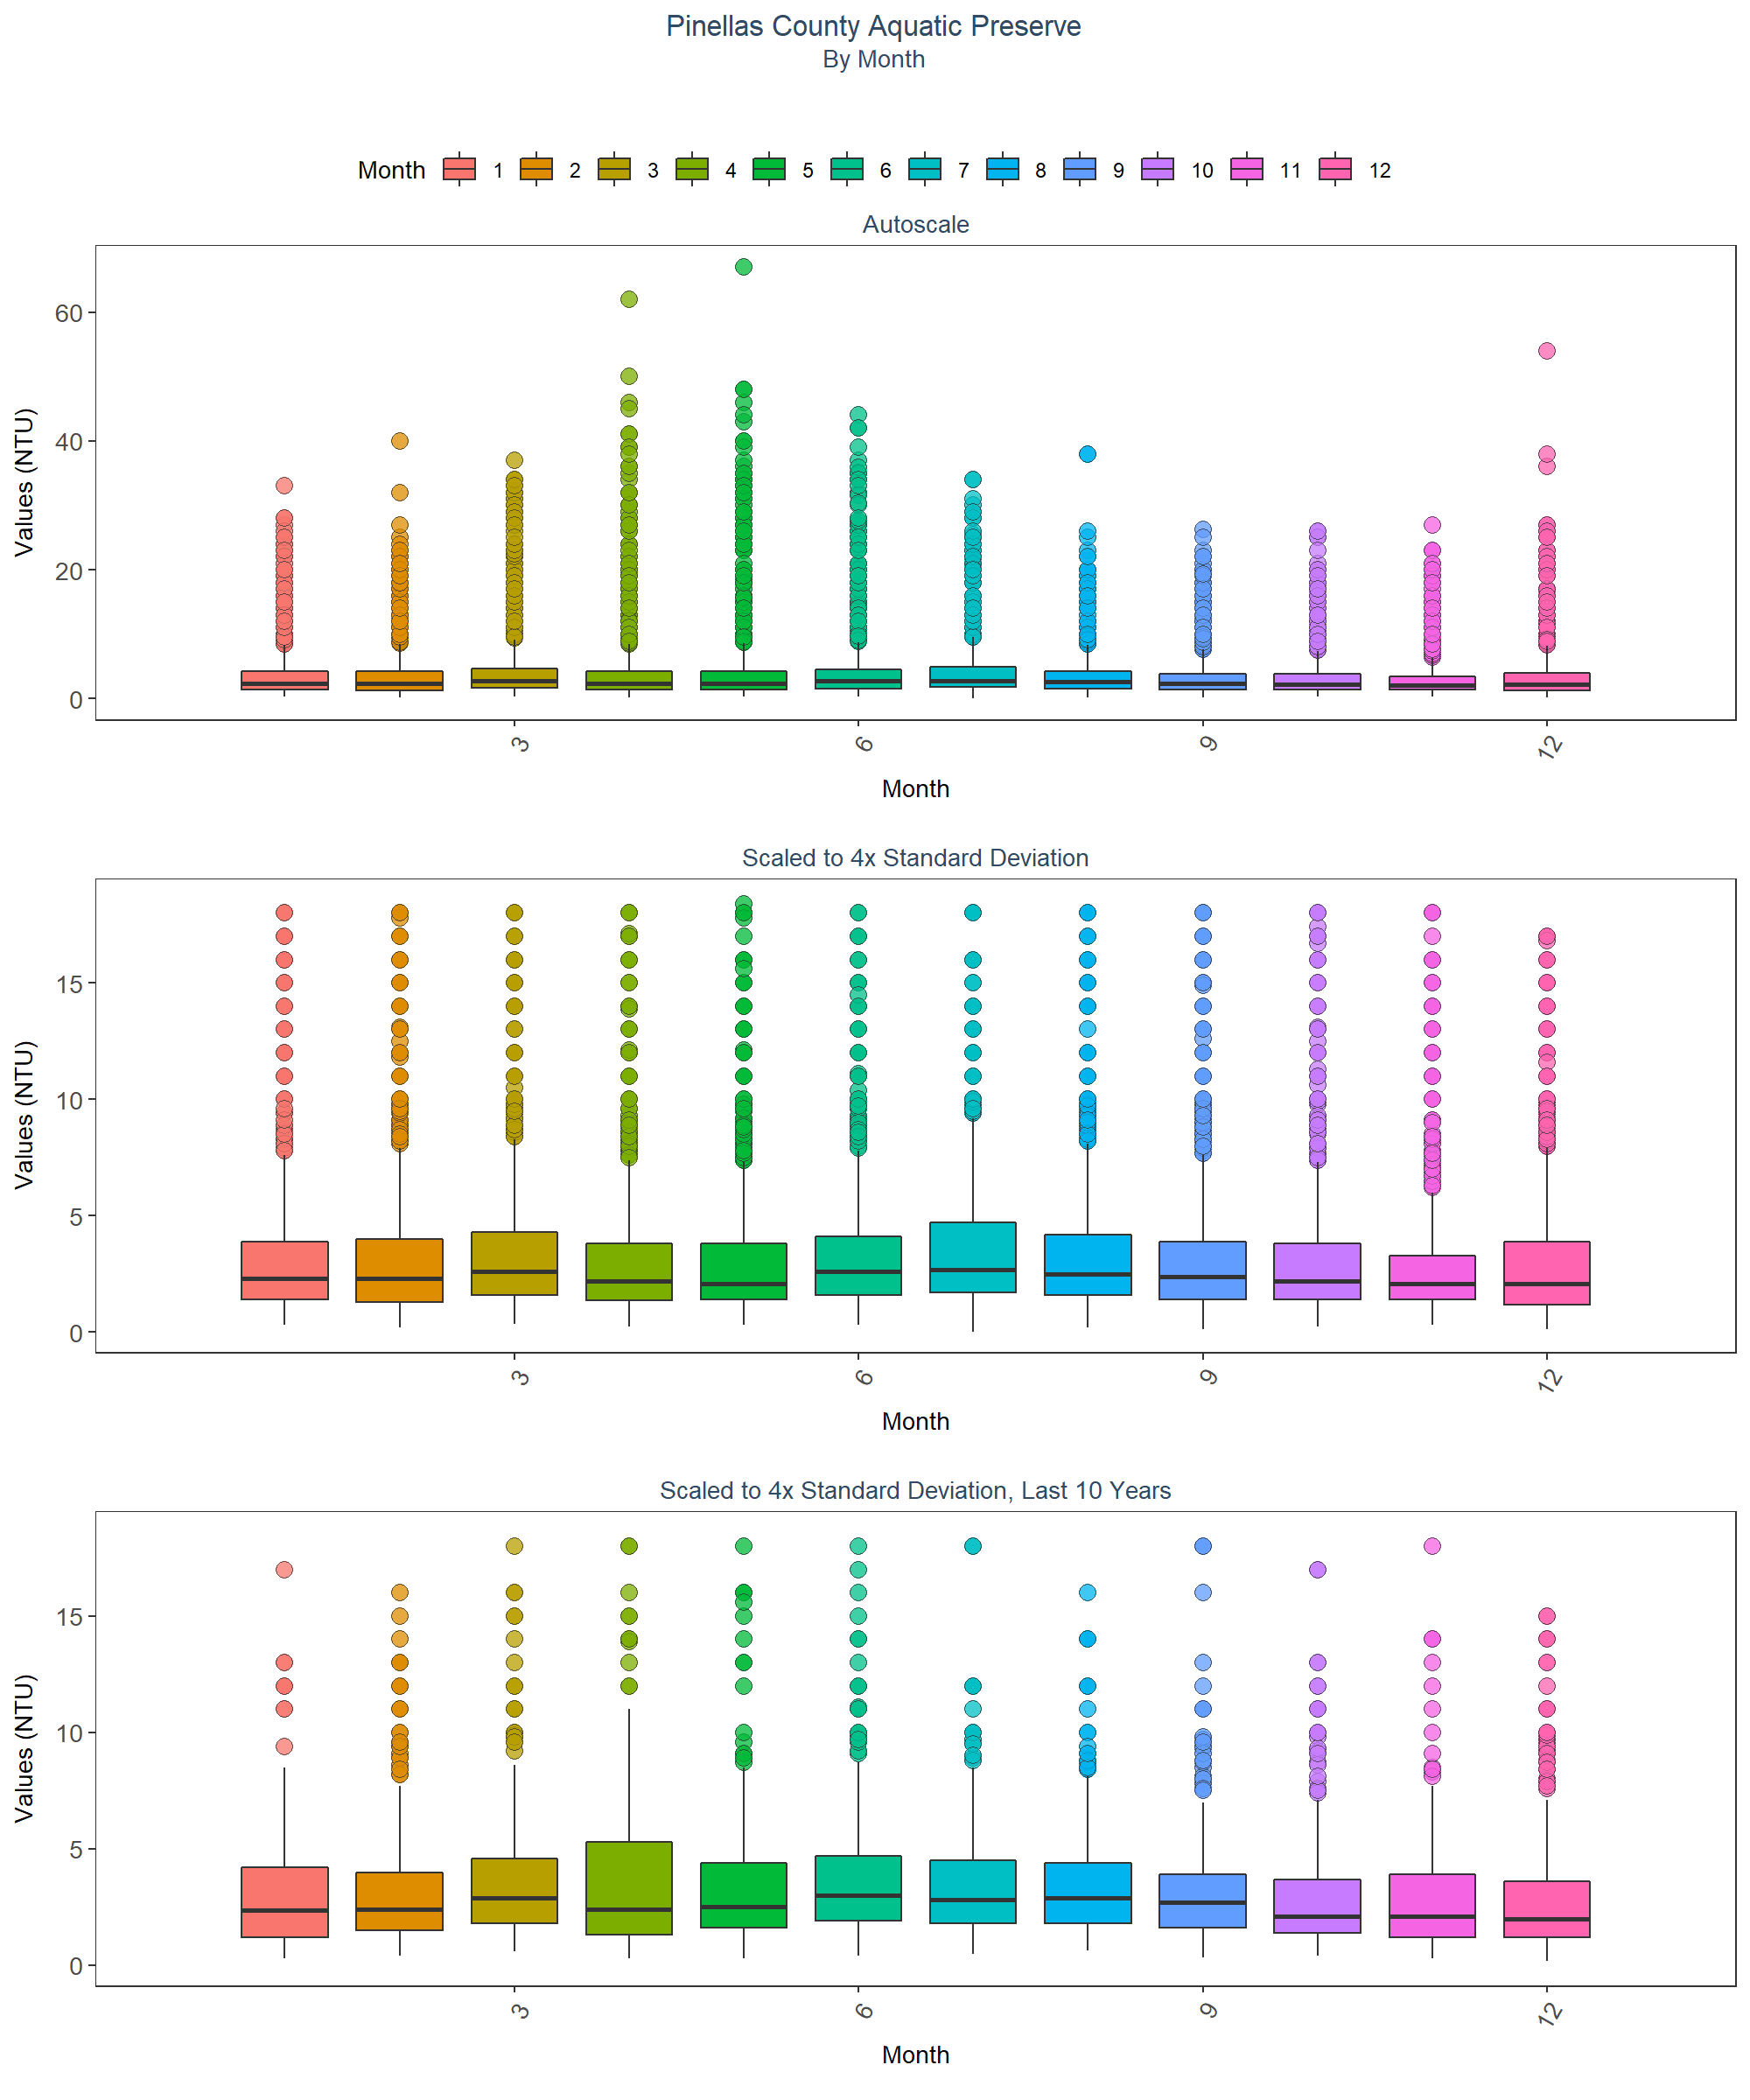 Pinellas County Aquatic Preserve
By Month
Month 1 2 3 4 5 6 7 8 9 10 11 12
Autoscale
Values (NTU)
60
40
20
0
3 6 9 12
Month
Scaled to 4x Standard Deviation
Values (NTU)
15
10
5
0
3 6 9 12
Month
Scaled to 4x Standard Deviation, Last 10 Years
Values (NTU)
15
10
5
0
3 6 9 12
Month